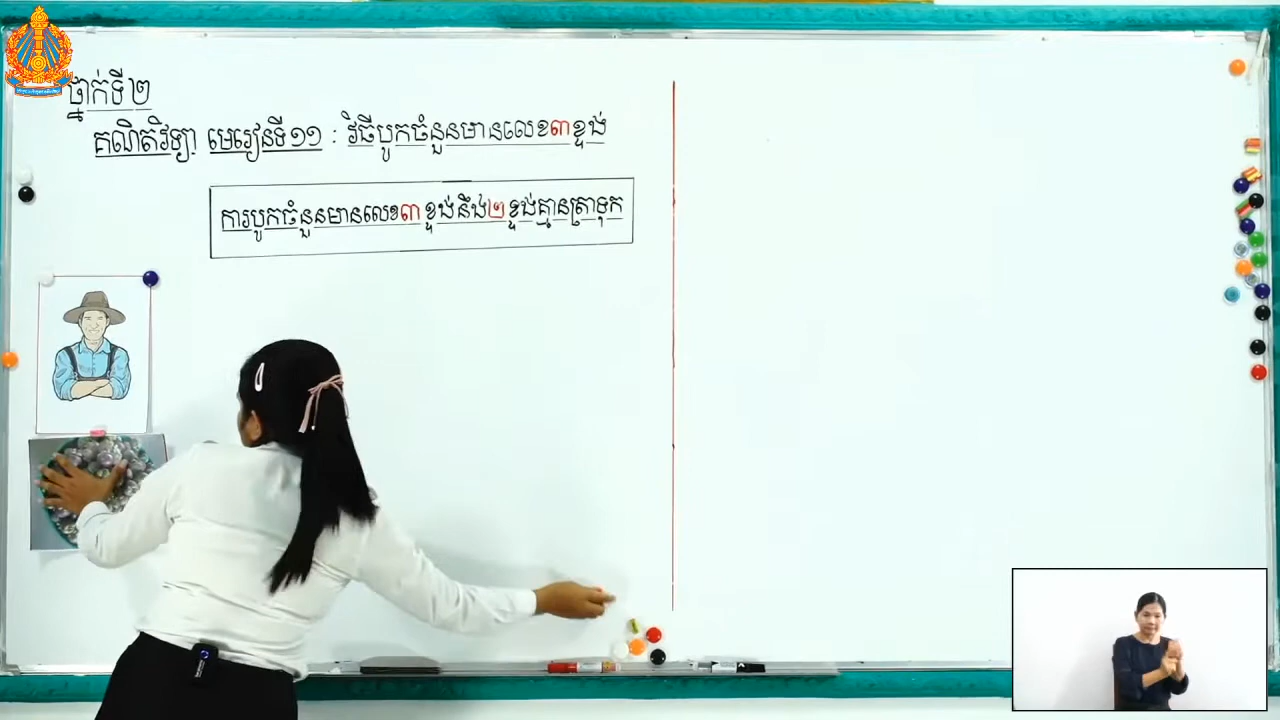 ថ្នាក់ទី២
គណិតវិទ្យា មេរៀនទី១១ : វិធីបូកចំនួនមានលេខ៣ខ្ទង់
ការបូកចំនួនមានលេខ៣ខ្ទង់នឹង២ខ្ទង់គ្មានត្រាទុក